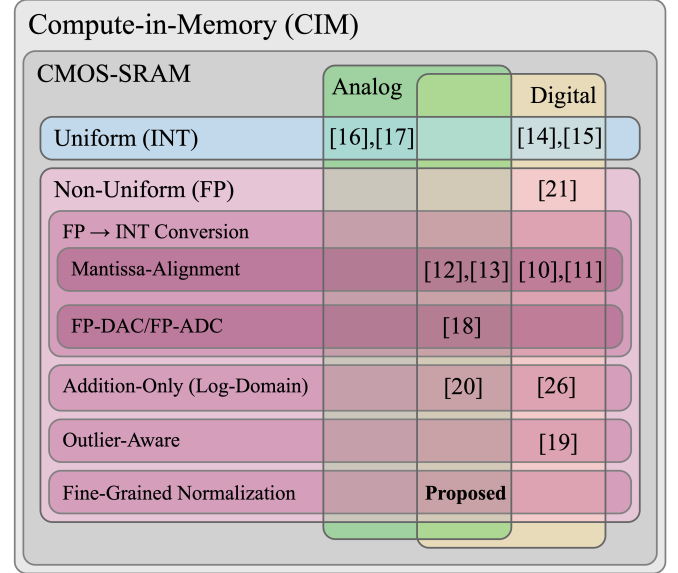 Compute-in-Memory (CIM)
CMOS-SRAM
Analog
Digital
Uniform (INT) [16],[17] [14],[15]
Non-Uniform (FP) [21]
FP → INT Conversion
Mantissa-Alignment [12],[13] [10],[11]
FP-DAC/FP-ADC [18]
Addition-Only (Log-Domain) [20] [26]
Outlier-Aware [19]
Fine-Grained Normalization Proposed